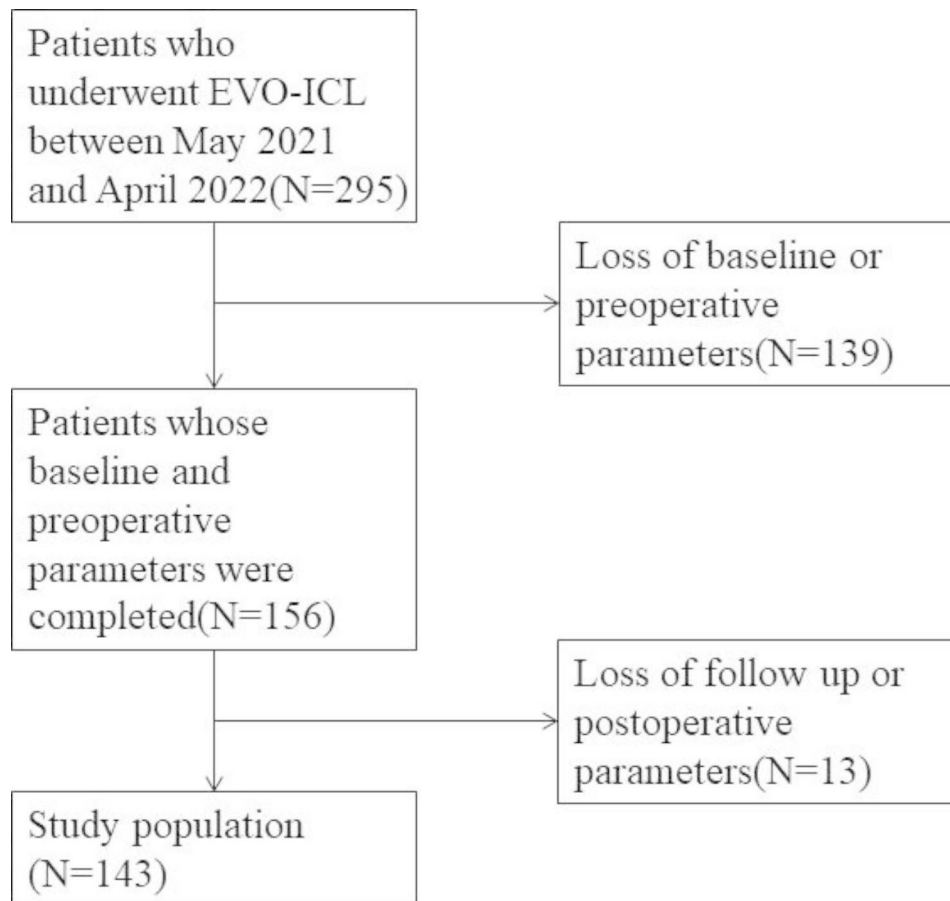 Patients who
underwent EVO-ICL
between May 2021
and April 2022(N=295)
Loss of baseline or
preoperative
parameters(N=139)
Patients whose
baseline and
preoperative
parameters were
completed(N=156)
Loss of follow up or
postoperative
parameters(N=13)
Study population
(N=143)